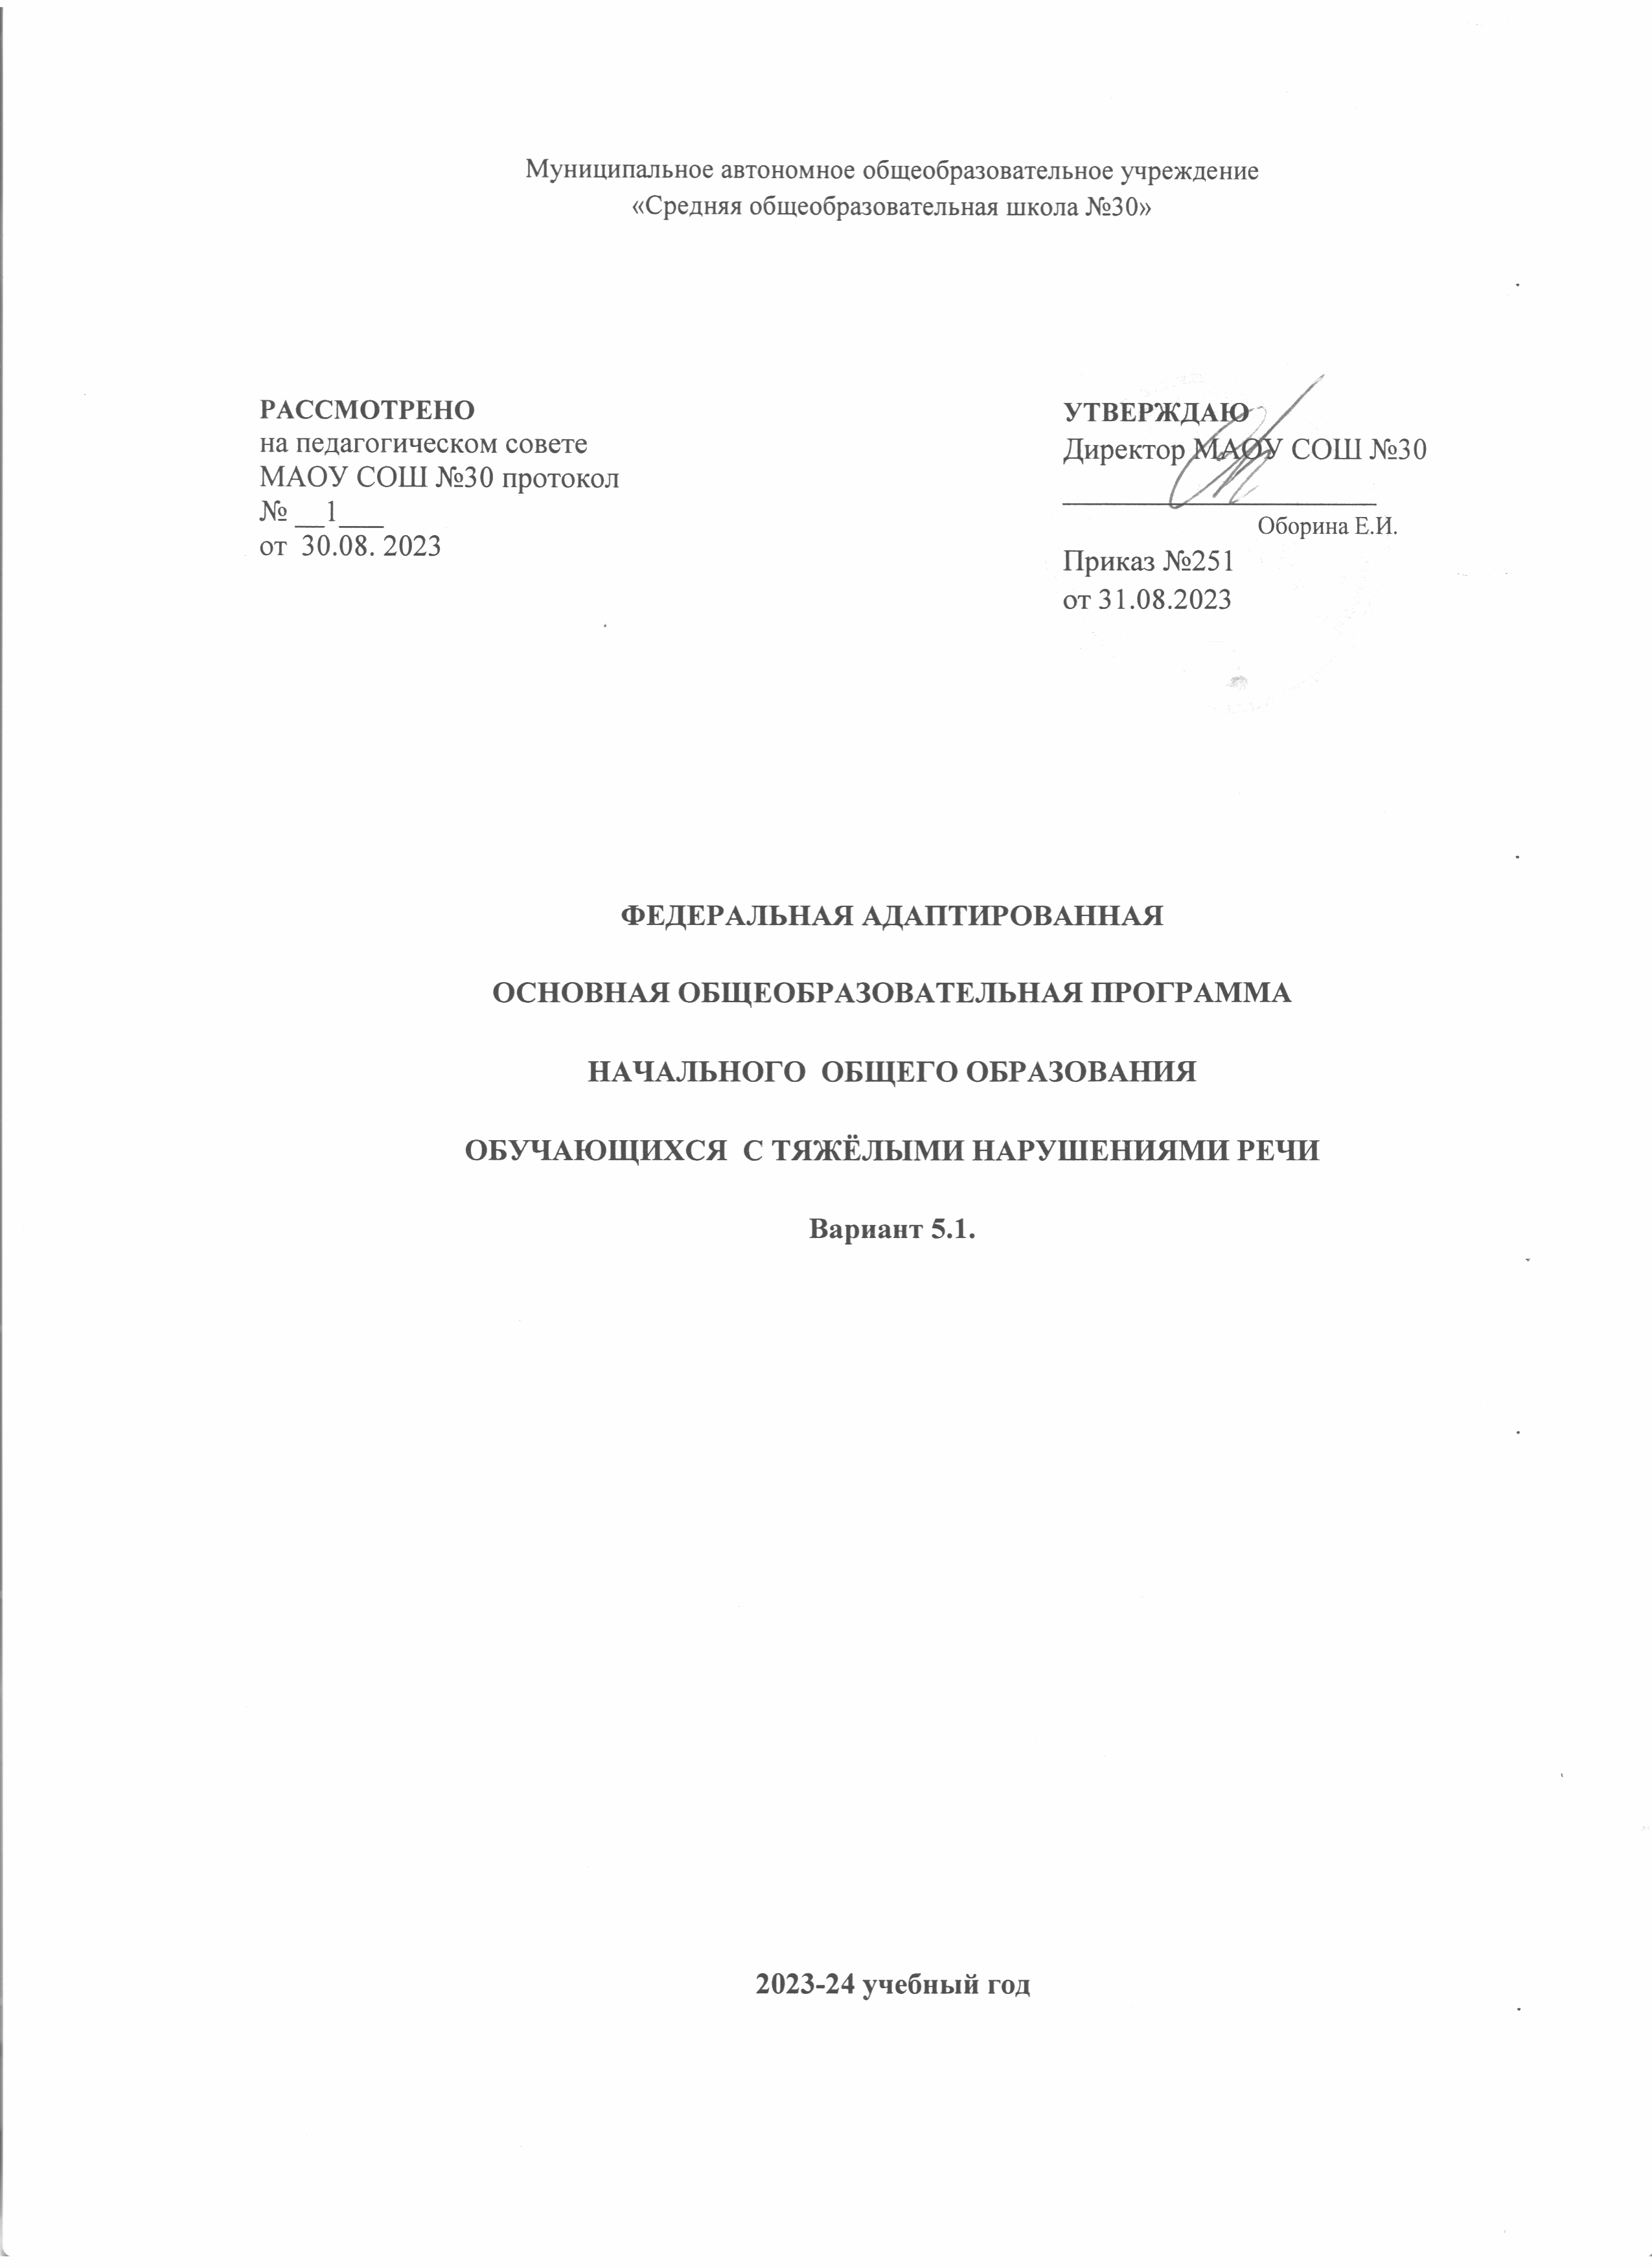 Муниципальное автономное общеобразовательное учреждение
«Средняя общеобразовательная школа №30»
РАССМОТРЕНО
на педагогическом совете
МАОУ СОШ №30 протокол
№ __1___
от 30.08. 2023
УТВЕРЖДАЮ
Директор МАОУ СОШ №30
Оборина Е.И.
Приказ №251
от 31.08.2023
ФЕДЕРАЛЬНАЯ АДАПТИРОВАННАЯ
ОСНОВНАЯ ОБЩЕОБРАЗОВАТЕЛЬНАЯ ПРОГРАММА
НАЧАЛЬНОГО ОБЩЕГО ОБРАЗОВАНИЯ
ОБУЧАЮЩИХСЯ С ТЯЖЁЛЫМИ НАРУШЕНИЯМИ РЕЧИ
Вариант 5.1.
2023-24 учебный год